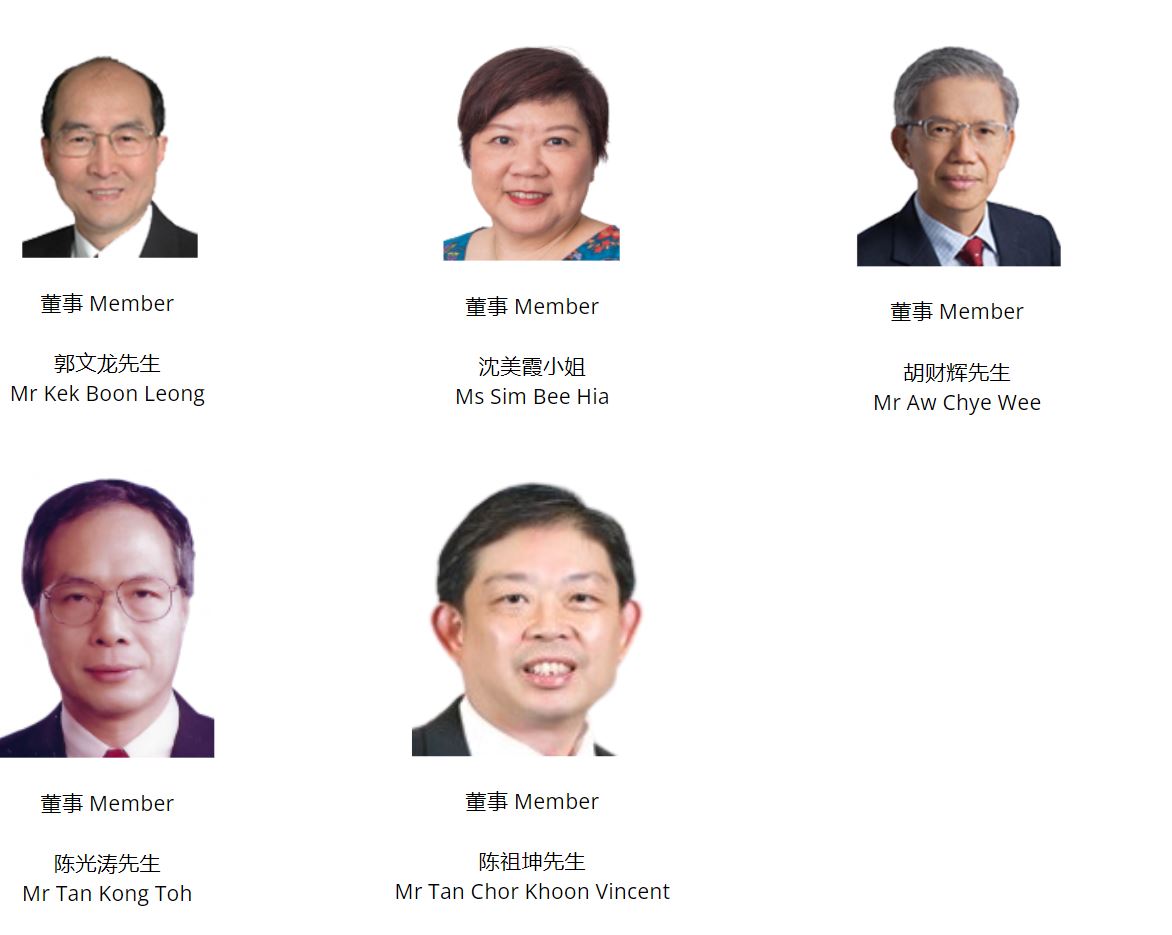 董事 Member
郭文龙先生
Mr Kek Boon Leong
董事 Member
沈美霞小姐
Ms Sim Bee Hia
董事 Member
胡财辉先生
Mr Aw Chye Wee
董事 Member
陈光涛先生
Mr Tan Kong Toh
董事 Member
陈祖坤先生
Mr Tan Chor Khoon Vincent